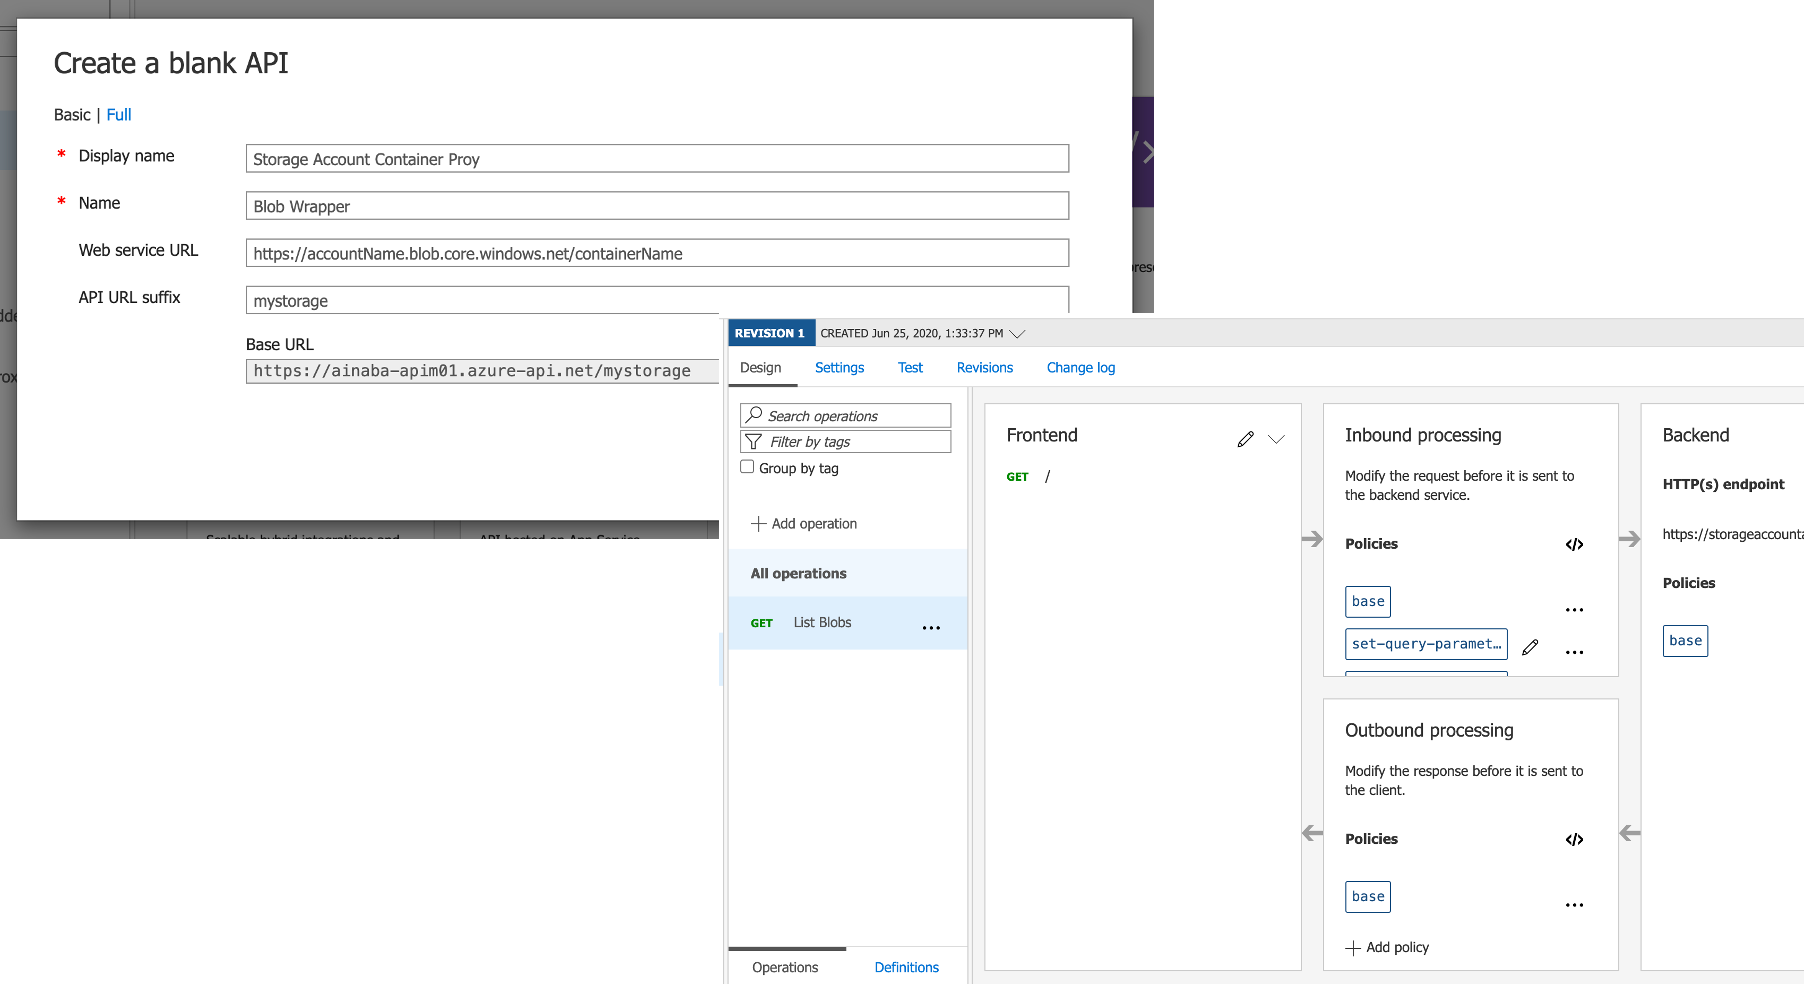 Create a blank API
Basic | Full
* Display name
Storage Account Container Proy
* Name
Blob Wrapper
Web service URL
https://accountName.blob.core.windows.net/containerName
API URL suffix
mystorage
Base URL
https://ainaba-apim01.azure-api.net/mystorage
REVISION 1
CREATED Jun 25, 2020, 1:33:37 PM
Design
Settings
Test
Revisions
Change log
Search operations
Filter by tags
Group by tag
Add operation
All operations
GET List Blobs
...
Operations
Definitions
Frontend
GET /
Inbound processing
Modify the request before it is sent to
the backend service.
Policies
</>
base
...
set-query-paramet…
...
Outbound processing
Modify the response before it is sent to
the client.
Policies
</>
base
...
Add policy
Backend
HTTP(s) endpoint
https://storageaccounta
Policies
base